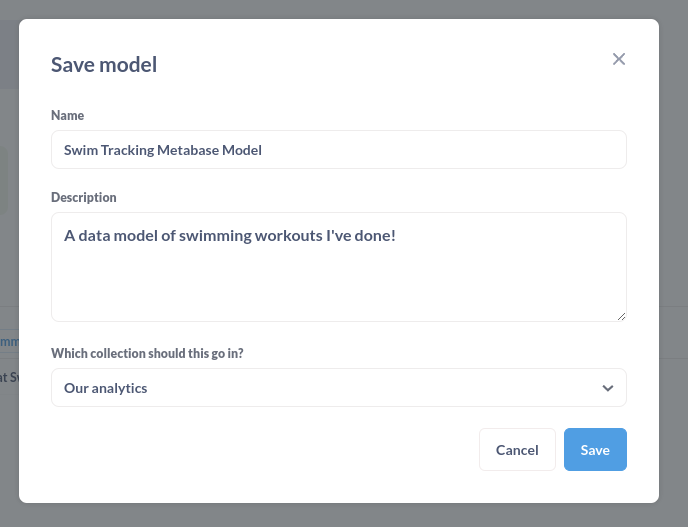 Save model
Name
Swim Tracking Metabase Model
Description
A data model of swimming workouts I've done!
Which collection should this go in?
Our analytics
Cancel
Save